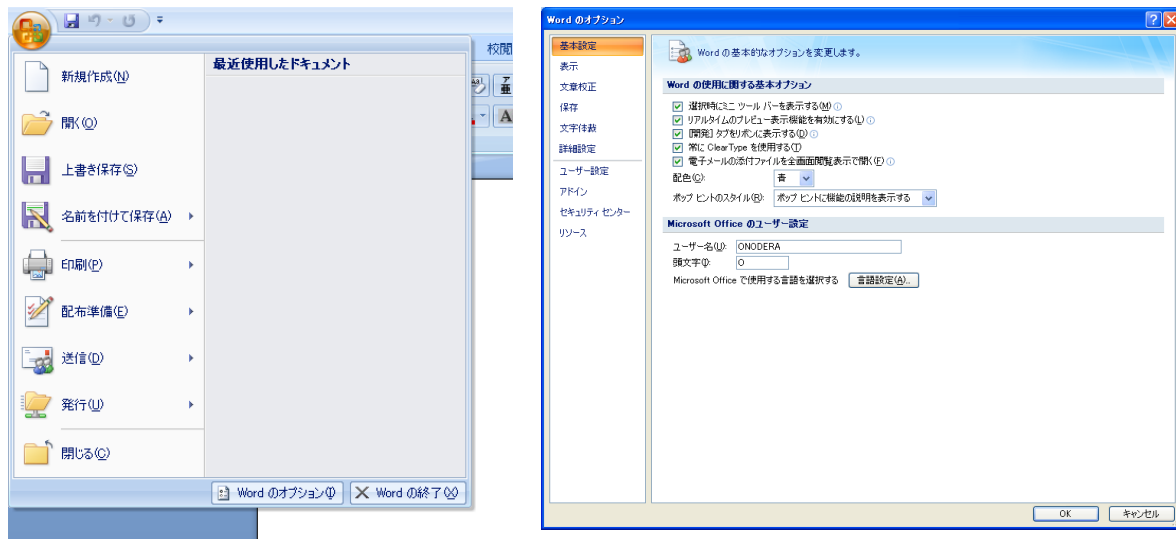 校閲
最近使用したドキュメント
新規作成(N)
開く(O)
上書き保存(S)
名前を付けて保存(A)
印刷(P)
配布準備(E)
送信(D)
発行(U)
閉じる(C)
Word のオプション(I)
Word の終了(X)
Word のオプション
基本設定
表示
文章校正
保存
文字体裁
詳細設定
ユーザー設定
アドイン
セキュリティ センター
リソース
Word の基本的なオプションを変更します。
Word の使用に関する基本オプション
選択時にミニ ツール バーを表示する(M)
リアルタイムのプレビュー表示機能を有効にする(L)
[開発] タブをリボンに表示する(D)
常に ClearType を使用する(T)
電子メールの添付ファイルを全画面閲覧表示で開く(F)
配色(C): 青
ポップ ヒントのスタイル(R): ポップ ヒントに機能の説明を表示する
Microsoft Office のユーザー設定
ユーザー名(U): ONODERA
頭文字(I): O
Microsoft Office で使用する言語を選択する 言語設定(A)...
OK キャンセル